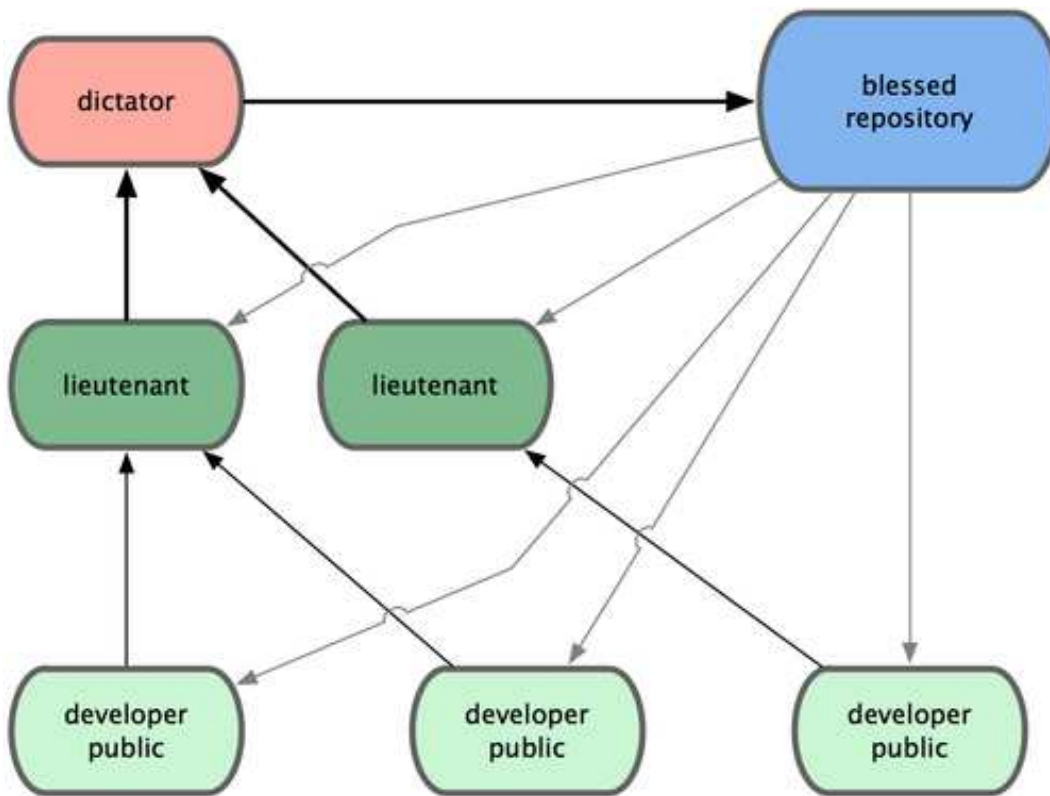 dictator
blessed
repository
lieutenant
lieutenant
developer
public
developer
public
developer
public